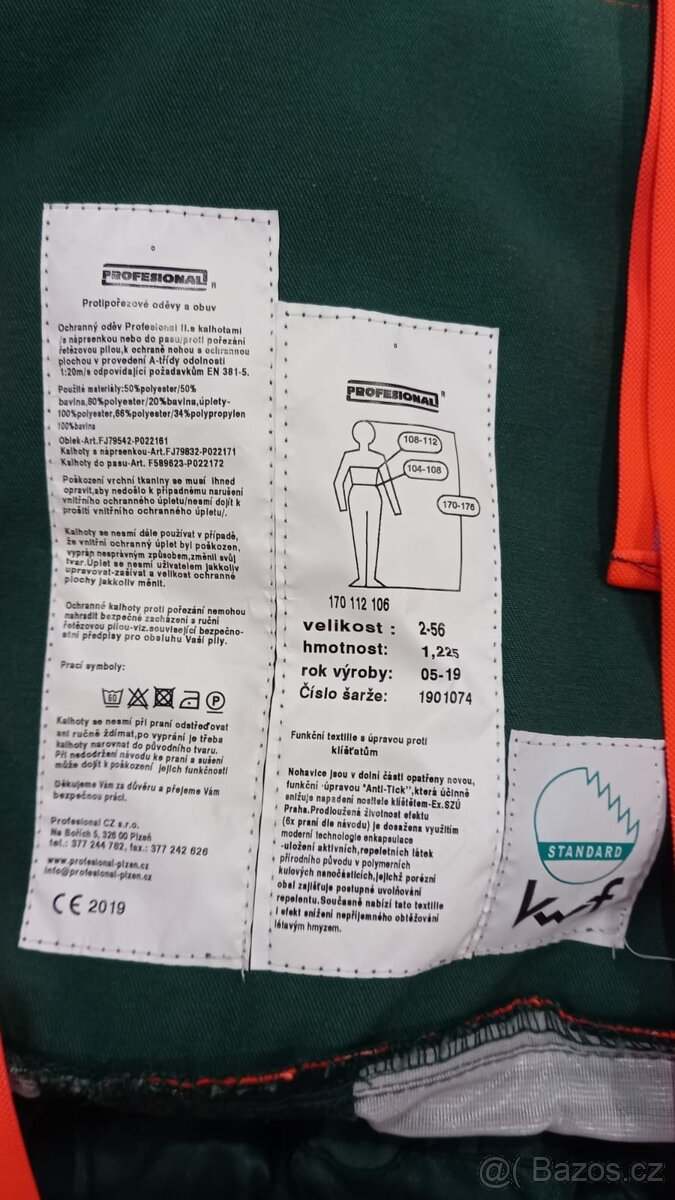 PROFESIONAL R
Protipořezové oděvy a obuv
Ochranný oděv Profesional II.s kalhotami
/s náprsenkou nebo do pasu/proti pořezání
řetězovou pilou,k ochraně nohou s ochrannou
plochou v provedení A-třídy odolnosti
1:20m/s odpovídající požadavkům EN 381-5.
Použité materiály:50%polyester/50%
bavlna,80%polyester/20%bavlna,úplety-
100%polyester,66%polyester/34%polypropylen
100%bavlna
Oblek-Art.FJ79542-P022161
Kalhoty s náprsenkou-Art.FJ79832-P022171
Kalhoty do pasu-Art. F589623-P022172
Poškození vrchní tkaniny se musí ihned
opravit,aby nedošlo k případnému narušení
vnitřního ochranného úpletu/nesmí dojít k
prošití vnitřního ochranného úpletu/.
Kalhoty se nesmí dále používat v případě,
že vnitřní ochranný úplet byl poškozen,
vyprán nesprávným způsobem,změnil svůj
tvar.Úplet se nesmí uživatelem jakkoliv
upravovat-zašívat a velikost ochranné
plochy jakkoliv měnit.
Ochranné kalhoty proti pořezání nemohou
nahradit bezpečné zacházení s ruční
řetězovou pilou-viz.související bezpečno-
stní předpisy pro obsluhu Vaší pily.
Prací symboly:
60 P
Kalhoty se nesmí při praní odstřeďovat
ani ručně ždímat,po vyprání je třeba
kalhoty narovnat do původního tvaru.
Při nedodržení návodu ke praní a sušení
může dojít k poškození jejich funkčnosti
Děkujeme Vám za důvěru a přejeme Vám
bezpečnou práci.
Profesional CZ s.r.o.
Na Bořích 5, 326 00 Plzeň
tel.: 377 244 762, fax.: 377 242 626
www.profesional-plzen.cz
info@profesional-plzen.cz
CE 2019
PROFESIONAL R
108-112
104-108
170-176
170 112 106
velikost : 2-56
hmotnost: 1,225
rok výroby: 05-19
Číslo šarže: 1901074
Funkční textilie s úpravou proti
klíšťatům
Nohavice jsou v dolní části opatřeny novou,
funkční úpravou "Anti-Tick",která účinně
snižuje napadení nositele klíštětem-Ex.SZÚ
Praha.Prodloužená životnost efektu
(6x praní dle návodu) je dosažena využitím
moderní technologie enkapsulace
-uložení aktivních,repeletních látek
přírodního původu v polymerních
kulových nanočásticích,jejichž porézní
obal zajišťuje postupné uvolňování
repelentu.Současně nabízí tato textilie
i efekt snížení nepříjemného obtěžování
létavým hmyzem.
STANDARD
kwf
@( Bazos.cz